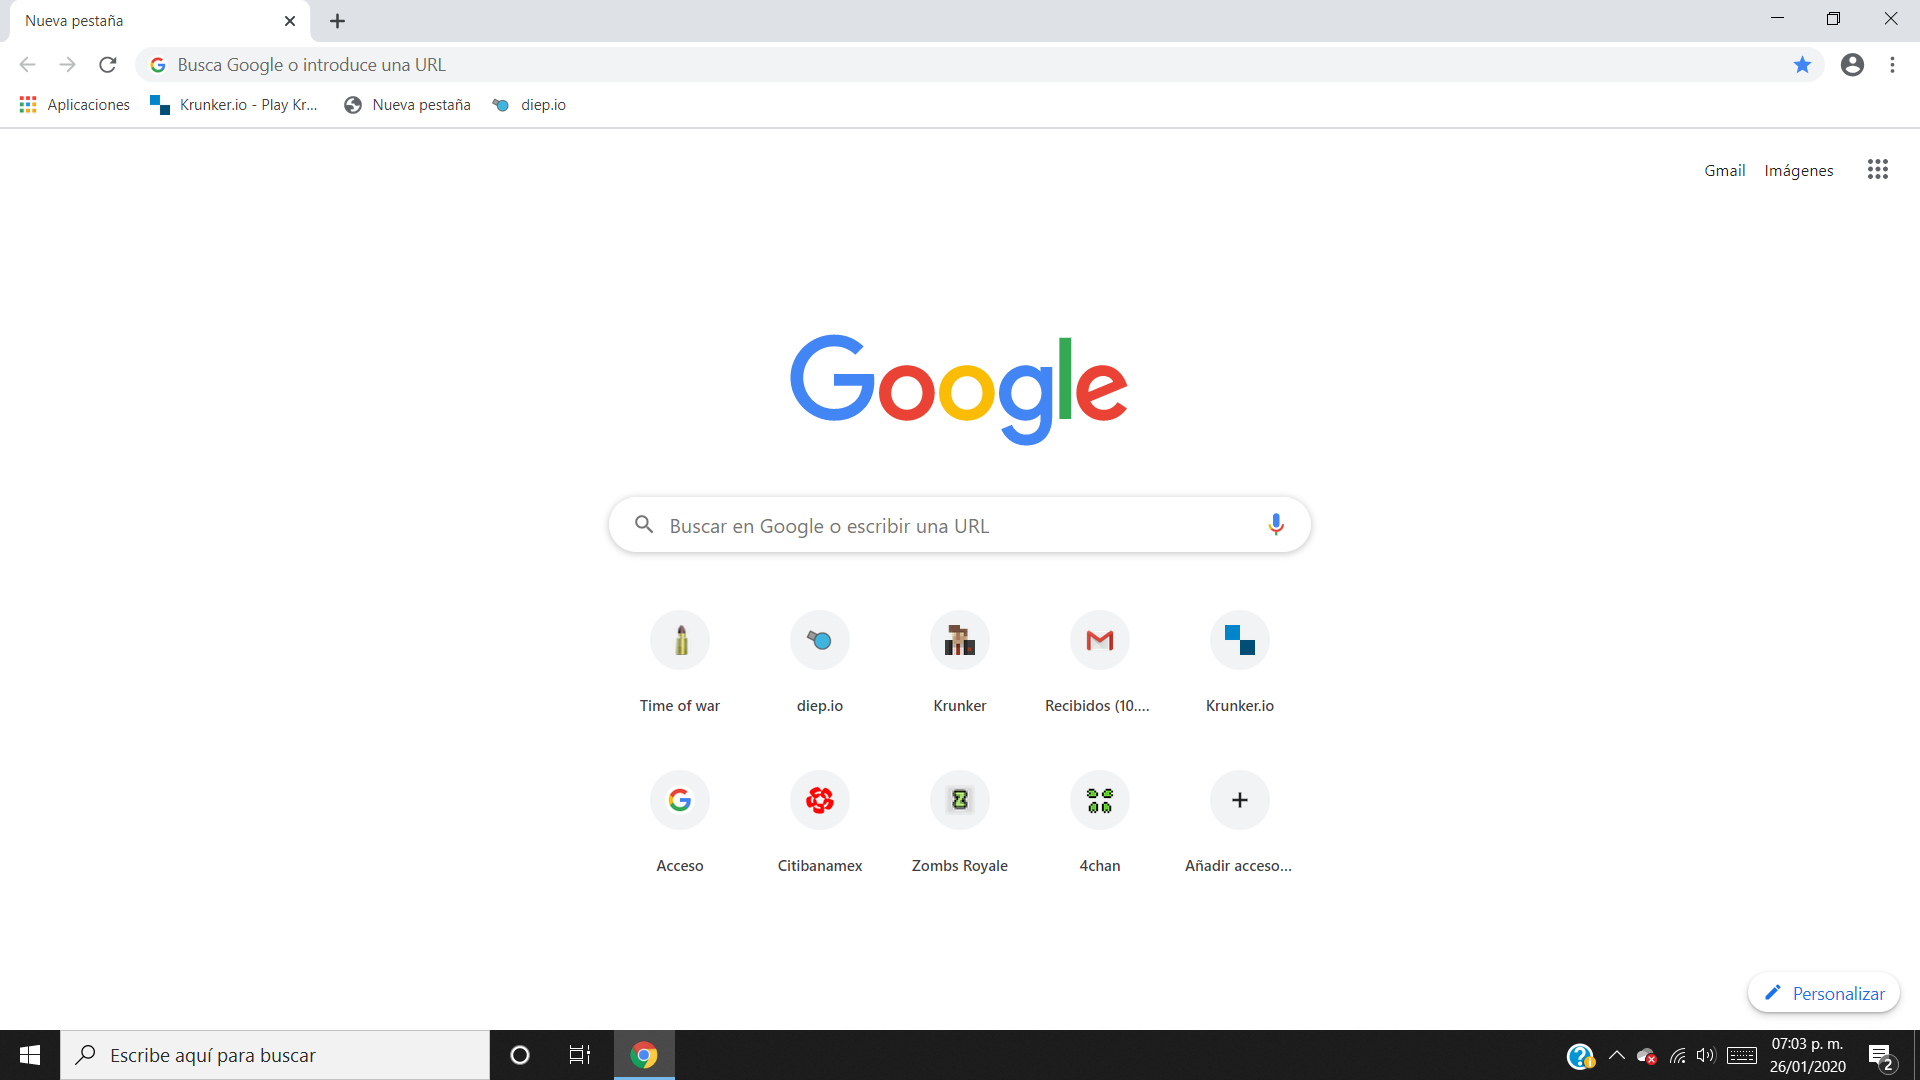 Nueva pestaña
Busca Google o introduce una URL
Aplicaciones
Krunker.io - Play Kr...
Nueva pestaña
diep.io
Gmail
Imágenes
Google
Buscar en Google o escribir una URL
Time of war
diep.io
Krunker
Recibidos (10....
Krunker.io
Acceso
Citibanamex
Zombs Royale
4chan
Añadir acceso...
Personalizar
Escribe aquí para buscar
07:03 p. m.
26/01/2020
2